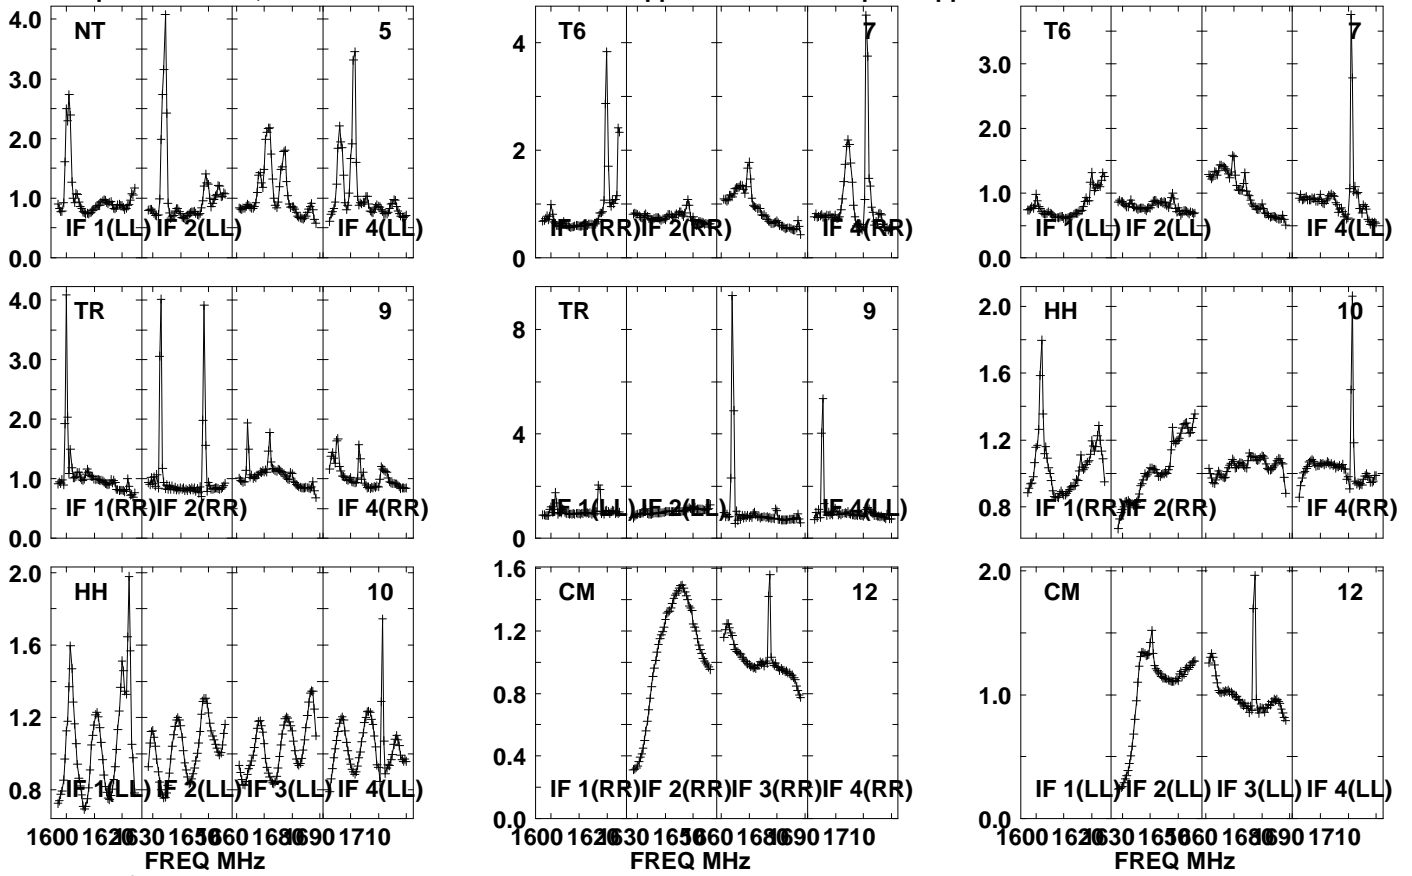 4.0 3.0 2.0 1.0 0.0 NT 5 IF 1(LL) IF 2(LL) IF 4(LL)
4 2 0 T6 7 IF 1(RR) IF 2(RR) IF 4(RR)
3.0 2.0 1.0 0.0 T6 7 IF 1(LL) IF 2(LL) IF 4(LL)
4.0 3.0 2.0 1.0 0.0 TR 9 IF 1(RR) IF 2(RR) IF 4(RR)
8 4 0 TR 9 IF 1(LL) IF 2(LL) IF 4(LL)
2.0 1.6 1.2 0.8 HH 10 IF 1(RR) IF 2(RR) IF 4(RR)
2.0 1.6 1.2 0.8 HH 10 IF 1(LL) IF 2(LL) IF 3(LL) IF 4(LL)
1.6 1.2 0.8 0.4 0.0 CM 12 IF 1(RR) IF 2(RR) IF 3(RR) IF 4(RR)
2.0 1.0 0.0 CM 12 IF 1(LL) IF 2(LL) IF 3(LL) IF 4(LL)
1600 1620 1630 1650 1660 1680 1690 1710
FREQ MHz
1600 1620 1630 1650 1660 1680 1690 1710
FREQ MHz
1600 1620 1630 1650 1660 1680 1690 1710
FREQ MHz